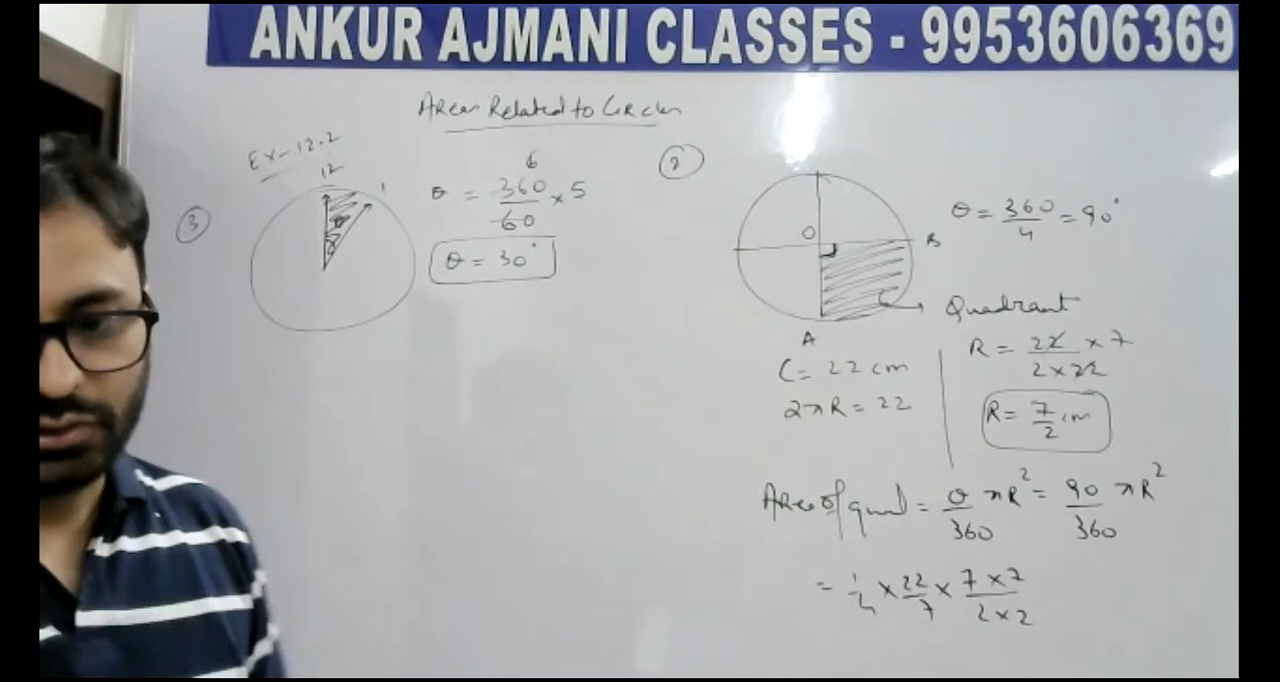 ANKUR AJMANI CLASSES - 9953606369
Area Related to Circles
Ex-12.2
3
12
1
θ
θ = 360/60 × 5
6
θ = 30°
2
O
B
A
θ = 360/4 = 90°
Quadrant
C = 22 cm
2πR = 22
R = 22 × 7 / 2 × 22
R = 7/2 cm
Area of quad = θ/360 πR² = 90/360 πR²
= 1/4 × 22/7 × 7 × 7 / 2 × 2